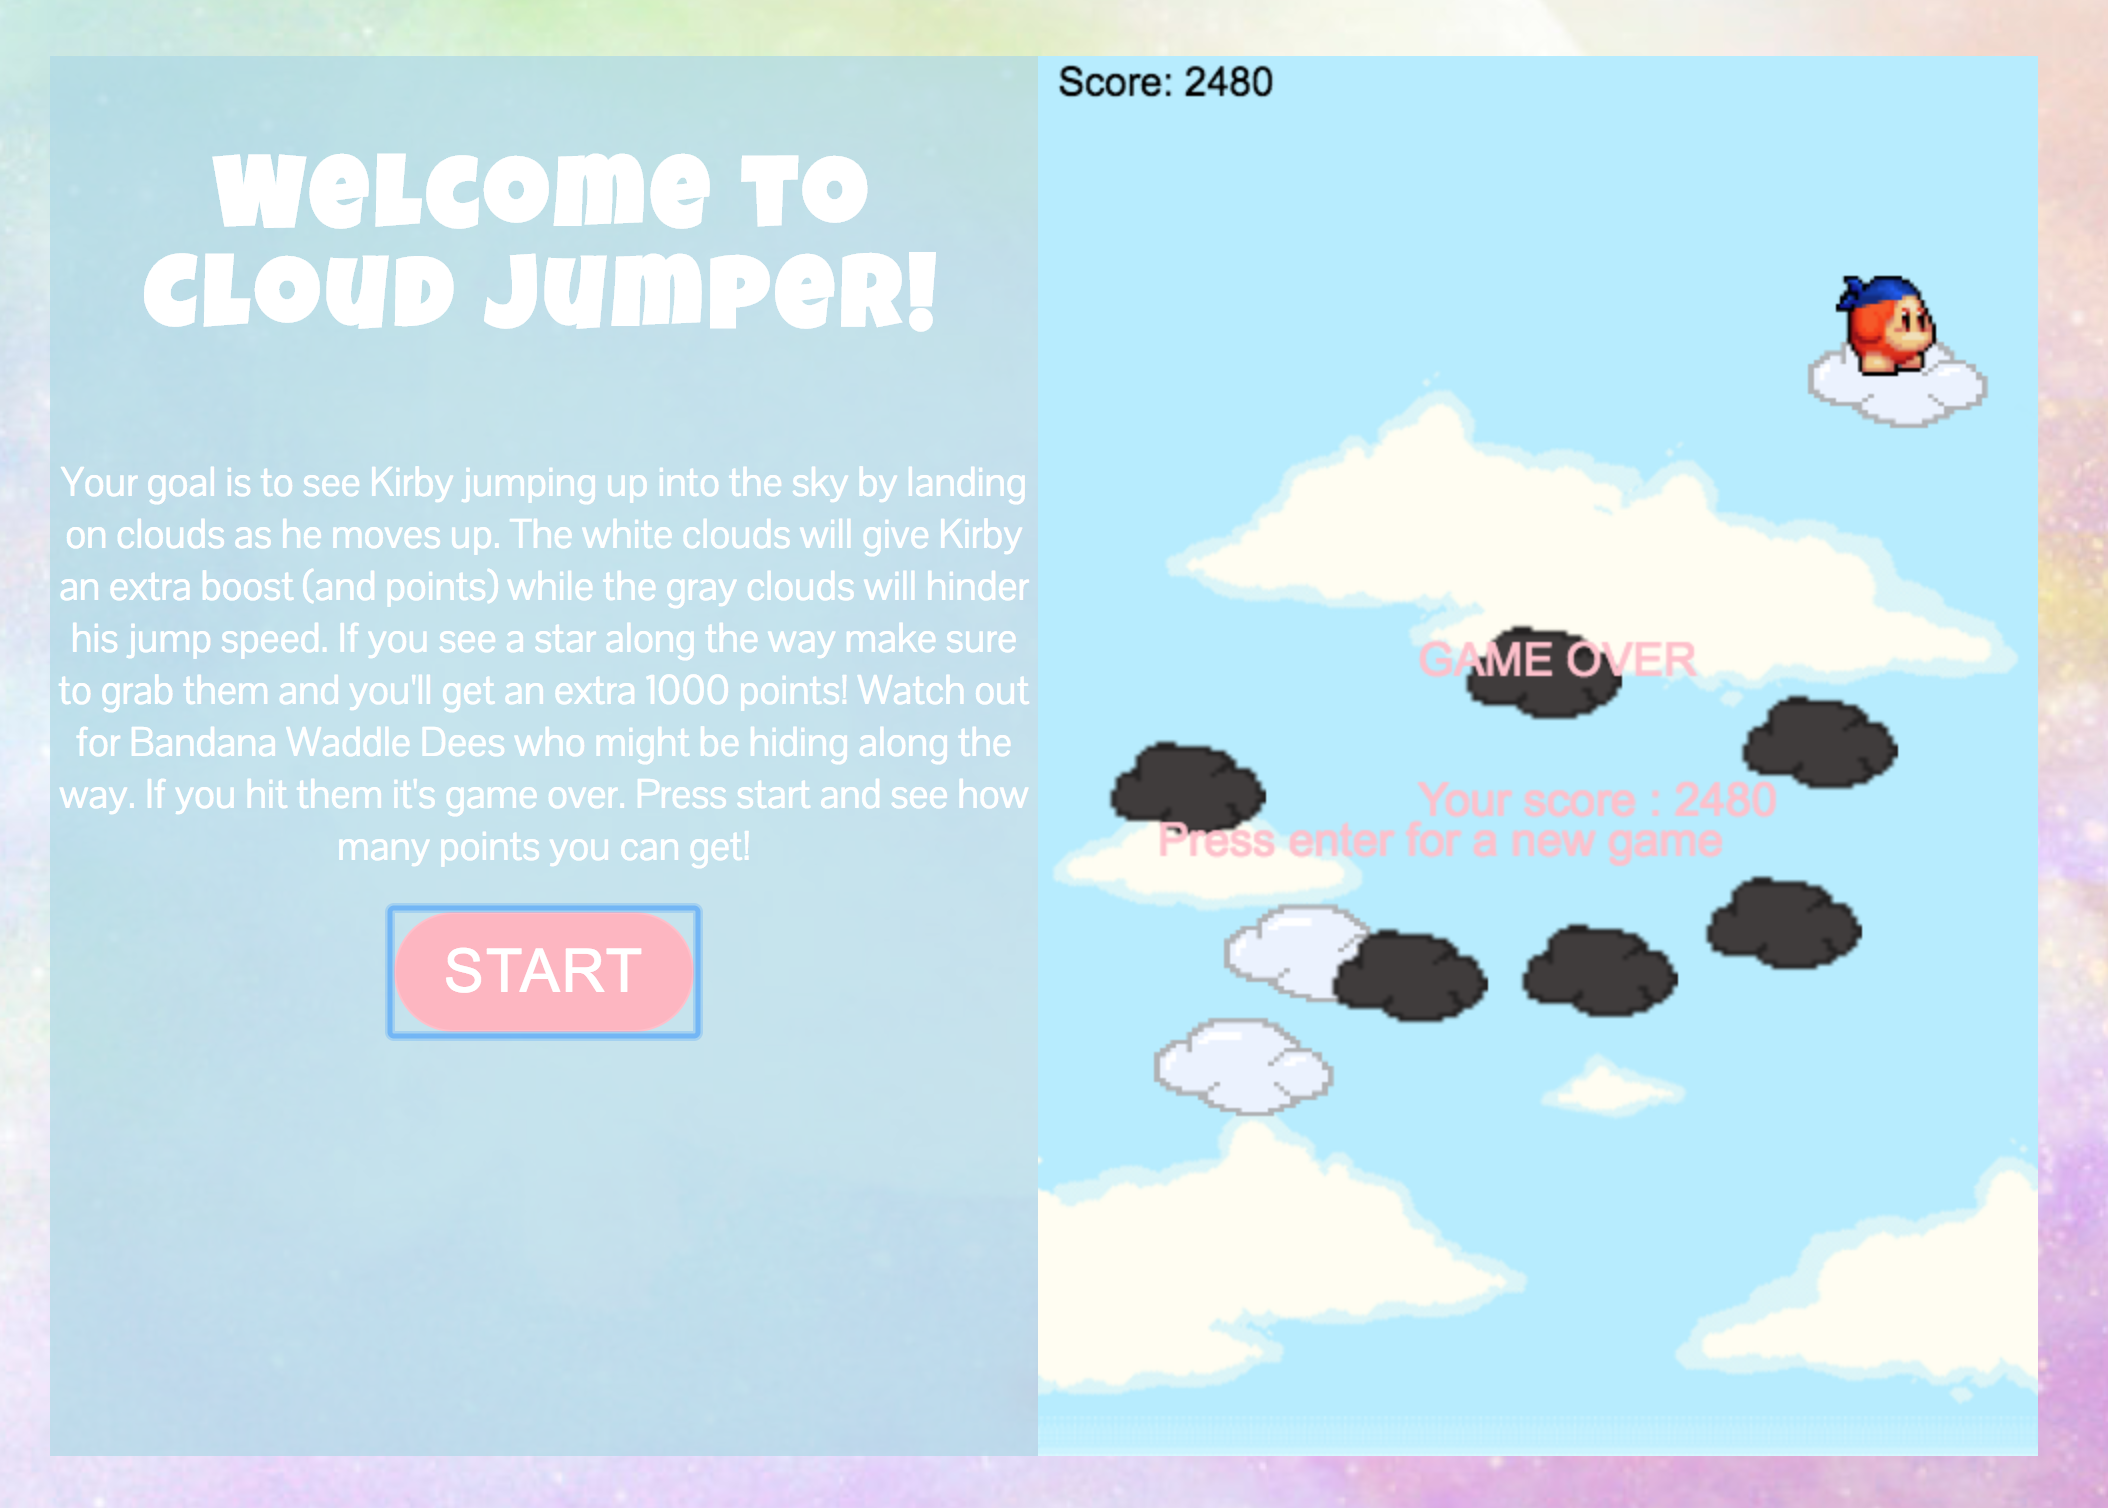 Welcome to
Cloud Jumper!
Your goal is to see Kirby jumping up into the sky by landing
on clouds as he moves up. The white clouds will give Kirby
an extra boost (and points) while the gray clouds will hinder
his jump speed. If you see a star along the way make sure
to grab them and you'll get an extra 1000 points! Watch out
for Bandana Waddle Dees who might be hiding along the
way. If you hit them it's game over. Press start and see how
many points you can get!
START
Score: 2480
GAME OVER
Your score : 2480
Press enter for a new game